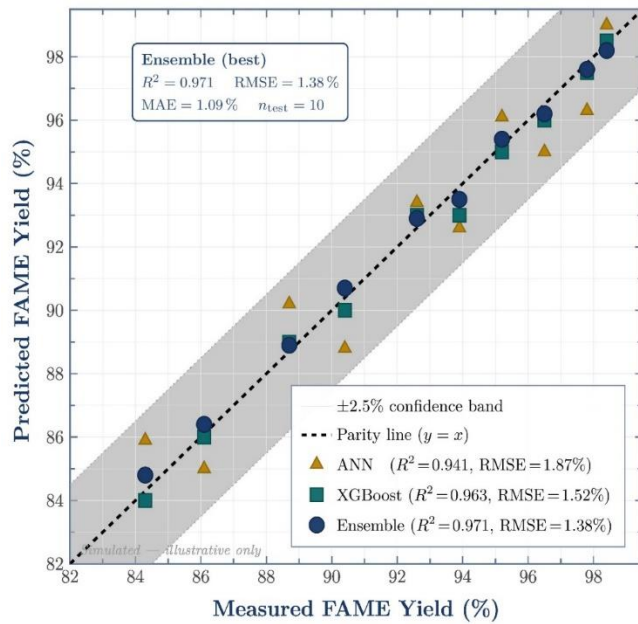 Ensemble (best)
R² = 0.971 RMSE = 1.38 %
MAE = 1.09 % n_test = 10
Predicted FAME Yield (%)
98
96
94
92
90
88
86
84
82
±2.5% confidence band
Parity line (y = x)
ANN (R² = 0.941, RMSE = 1.87%)
XGBoost (R² = 0.963, RMSE = 1.52%)
Ensemble (R² = 0.971, RMSE = 1.38%)
Simulated — illustrative only
82 84 86 88 90 92 94 96 98
Measured FAME Yield (%)